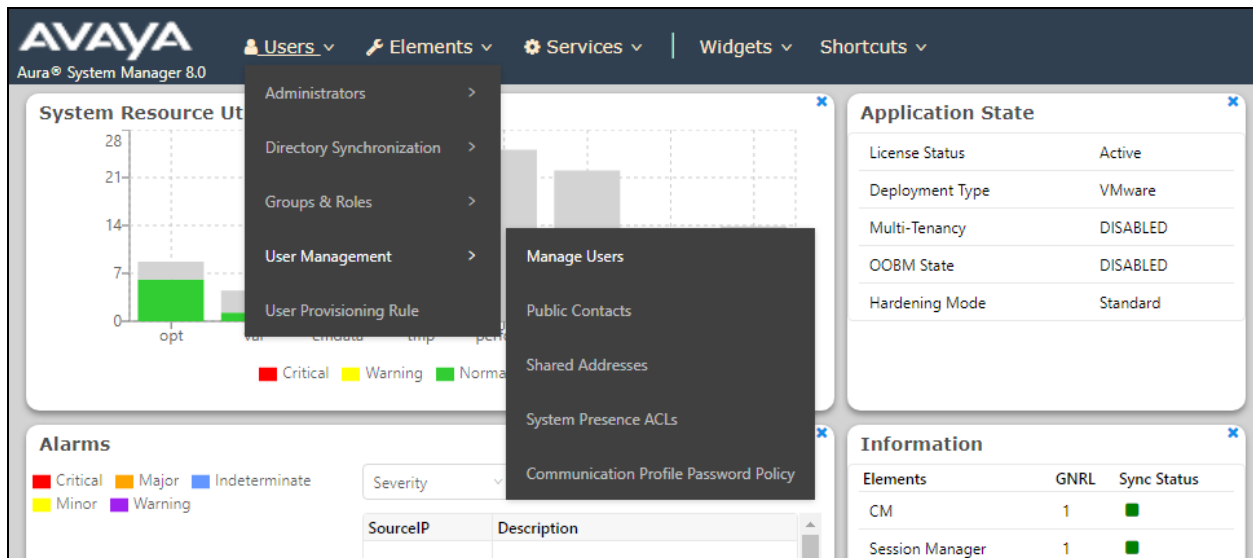 AVAYA
Aura® System Manager 8.0
Users
Elements
Services
Widgets
Shortcuts
Administrators
Directory Synchronization
Groups & Roles
User Management
User Provisioning Rule
Manage Users
Public Contacts
Shared Addresses
System Presence ACLs
Communication Profile Password Policy
System Resource Ut
28
21
14
7
0
opt
Critical
Warning
Norma
Application State
License Status Active
Deployment Type VMware
Multi-Tenancy DISABLED
OOBM State DISABLED
Hardening Mode Standard
Alarms
Critical Major Indeterminate
Minor Warning
Severity
SourceIP Description
Information
Elements GNRL Sync Status
CM 1
Session Manager 1